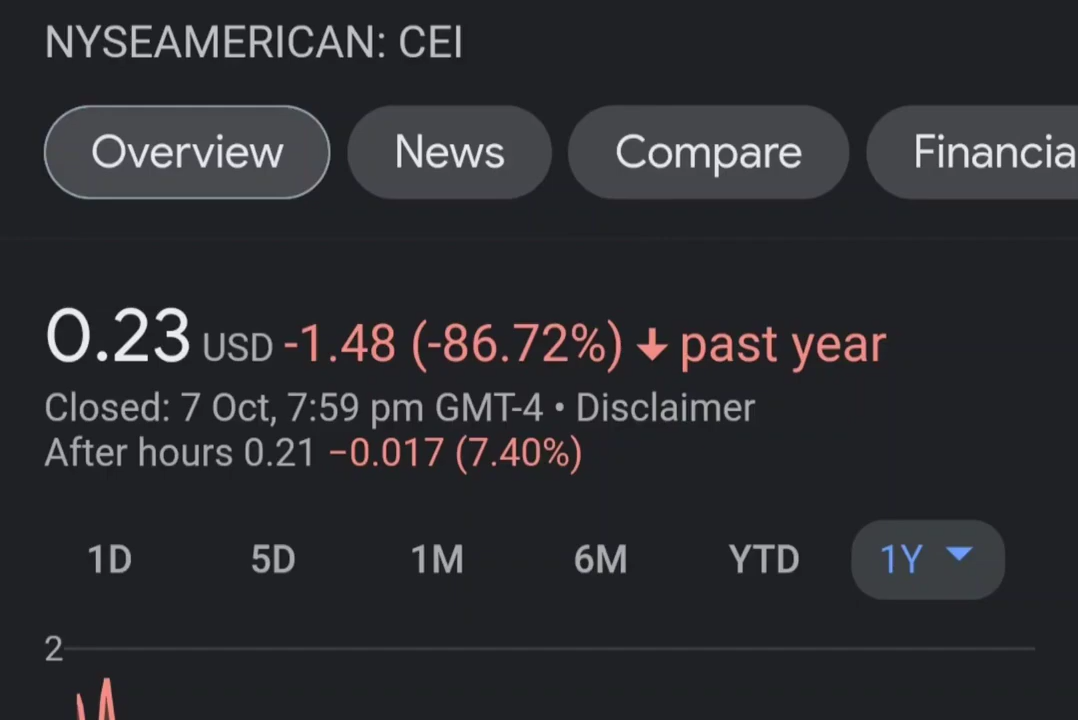 NYSEAMERICAN: CEI
Overview News Compare Financia
0.23 USD -1.48 (-86.72%) ↓ past year
Closed: 7 Oct, 7:59 pm GMT-4 • Disclaimer
After hours 0.21 −0.017 (7.40%)
1D 5D 1M 6M YTD 1Y
2